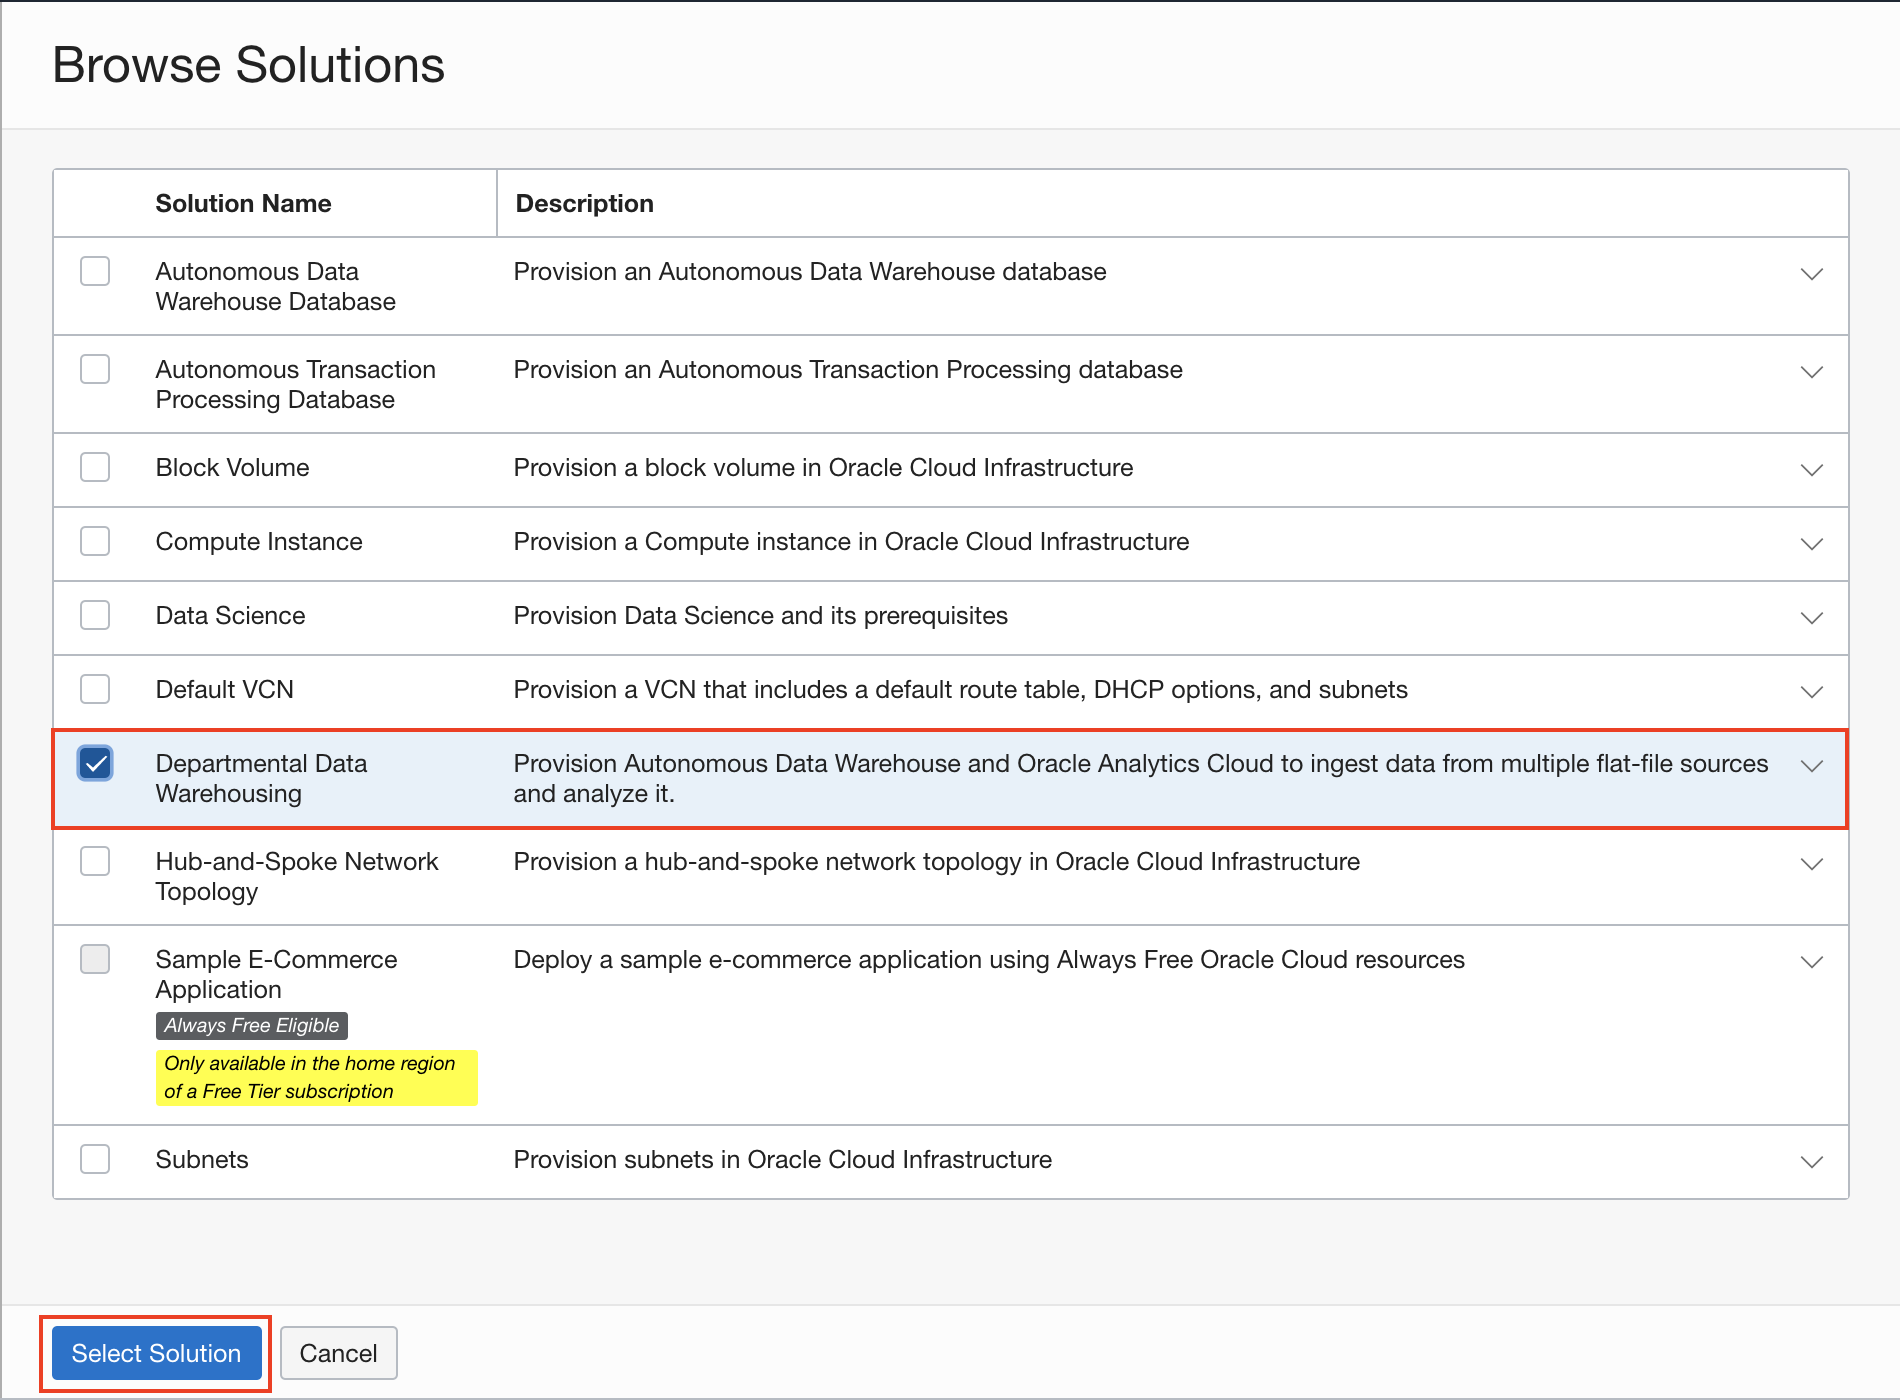 Browse Solutions
Solution Name
Description
Autonomous Data
Warehouse Database
Provision an Autonomous Data Warehouse database
Autonomous Transaction
Processing Database
Provision an Autonomous Transaction Processing database
Block Volume
Provision a block volume in Oracle Cloud Infrastructure
Compute Instance
Provision a Compute instance in Oracle Cloud Infrastructure
Data Science
Provision Data Science and its prerequisites
Default VCN
Provision a VCN that includes a default route table, DHCP options, and subnets
Departmental Data
Warehousing
Provision Autonomous Data Warehouse and Oracle Analytics Cloud to ingest data from multiple flat-file sources
and analyze it.
Hub-and-Spoke Network
Topology
Provision a hub-and-spoke network topology in Oracle Cloud Infrastructure
Sample E-Commerce
Application
Always Free Eligible
Only available in the home region
of a Free Tier subscription
Deploy a sample e-commerce application using Always Free Oracle Cloud resources
Subnets
Provision subnets in Oracle Cloud Infrastructure
Select Solution
Cancel